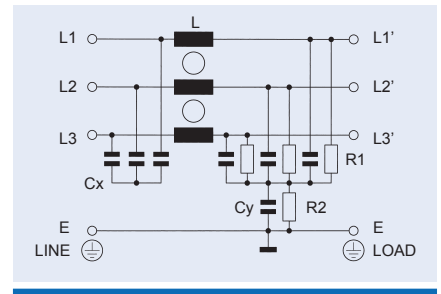 L
L1 L1'
L2 L2'
L3 L3'
Cx R1
Cy R2
E E
LINE LOAD